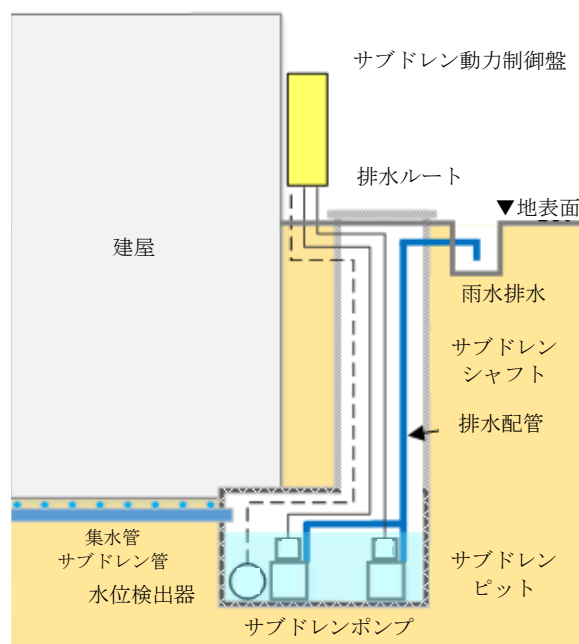 サブドレン動力制御盤
排水ルート
▼地表面
建屋
雨水排水
サブドレン
シャフト
排水配管
集水管
サブドレン管
水位検出器
サブドレン
ピット
サブドレンポンプ